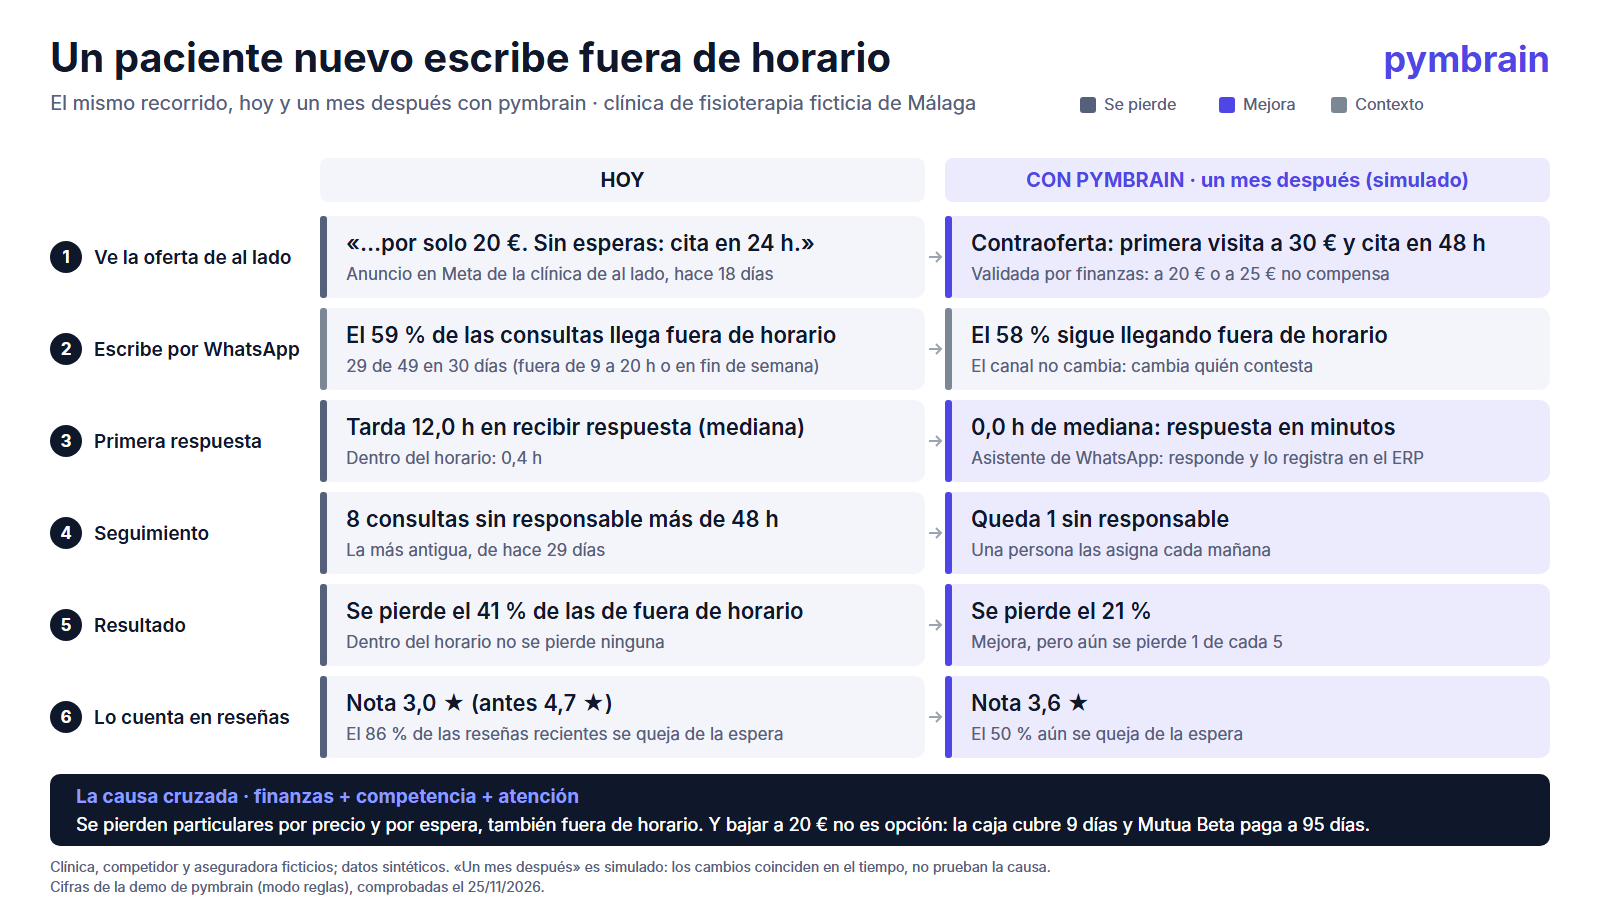 Un paciente nuevo escribe fuera de horario
pymbrain
El mismo recorrido, hoy y un mes después con pymbrain · clínica de fisioterapia ficticia de Málaga
Se pierde
Mejora
Contexto
HOY
CON PYMBRAIN · un mes después (simulado)
1
Ve la oferta de al lado
«...por solo 20 €. Sin esperas: cita en 24 h.»
Anuncio en Meta de la clínica de al lado, hace 18 días
→
Contraoferta: primera visita a 30 € y cita en 48 h
Validada por finanzas: a 20 € o a 25 € no compensa
2
Escribe por WhatsApp
El 59 % de las consultas llega fuera de horario
29 de 49 en 30 días (fuera de 9 a 20 h o en fin de semana)
→
El 58 % sigue llegando fuera de horario
El canal no cambia: cambia quién contesta
3
Primera respuesta
Tarda 12,0 h en recibir respuesta (mediana)
Dentro del horario: 0,4 h
→
0,0 h de mediana: respuesta en minutos
Asistente de WhatsApp: responde y lo registra en el ERP
4
Seguimiento
8 consultas sin responsable más de 48 h
La más antigua, de hace 29 días
→
Queda 1 sin responsable
Una persona las asigna cada mañana
5
Resultado
Se pierde el 41 % de las de fuera de horario
Dentro del horario no se pierde ninguna
→
Se pierde el 21 %
Mejora, pero aún se pierde 1 de cada 5
6
Lo cuenta en reseñas
Nota 3,0 ★ (antes 4,7 ★)
El 86 % de las reseñas recientes se queja de la espera
→
Nota 3,6 ★
El 50 % aún se queja de la espera
La causa cruzada · finanzas + competencia + atención
Se pierden particulares por precio y por espera, también fuera de horario. Y bajar a 20 € no es opción: la caja cubre 9 días y Mutua Beta paga a 95 días.
Clínica, competidor y aseguradora ficticios; datos sintéticos. «Un mes después» es simulado: los cambios coinciden en el tiempo, no prueban la causa.
Cifras de la demo de pymbrain (modo reglas), comprobadas el 25/11/2026.